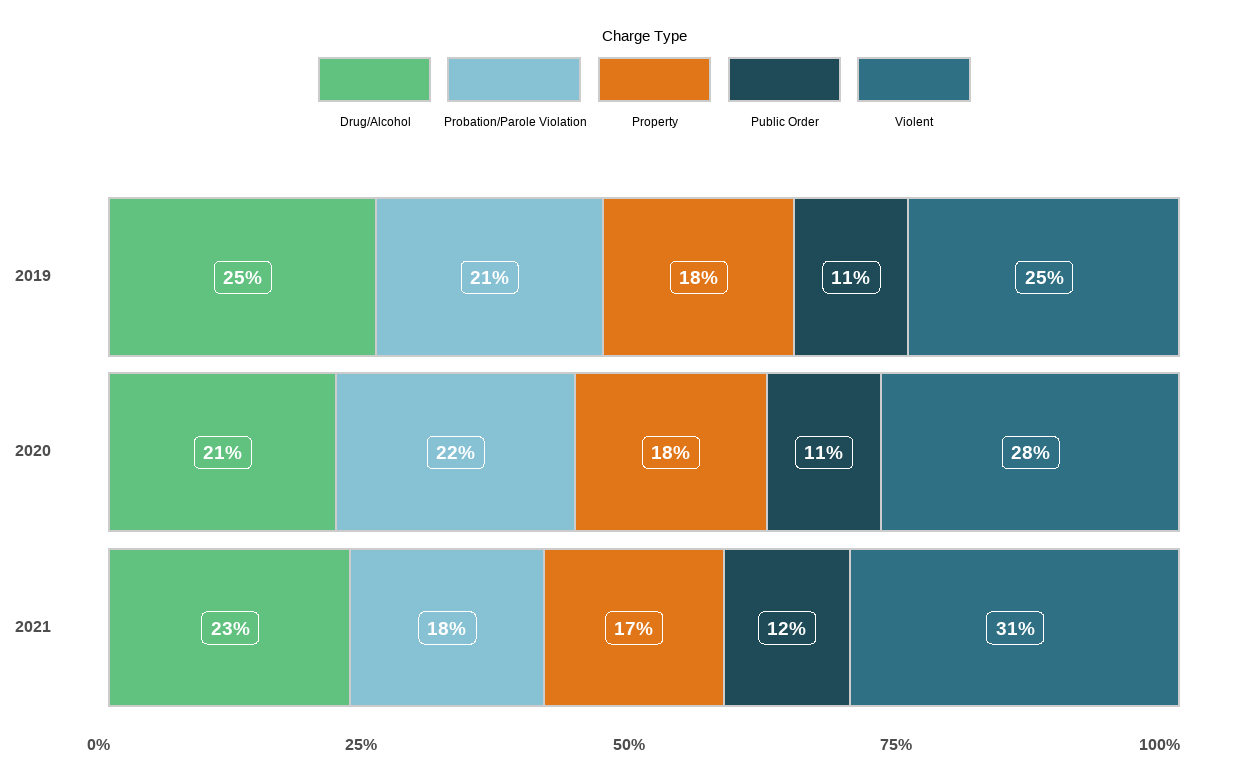 Charge Type
Drug/Alcohol Probation/Parole Violation Property Public Order Violent
2019 25% 21% 18% 11% 25%
2020 21% 22% 18% 11% 28%
2021 23% 18% 17% 12% 31%
0% 25% 50% 75% 100%